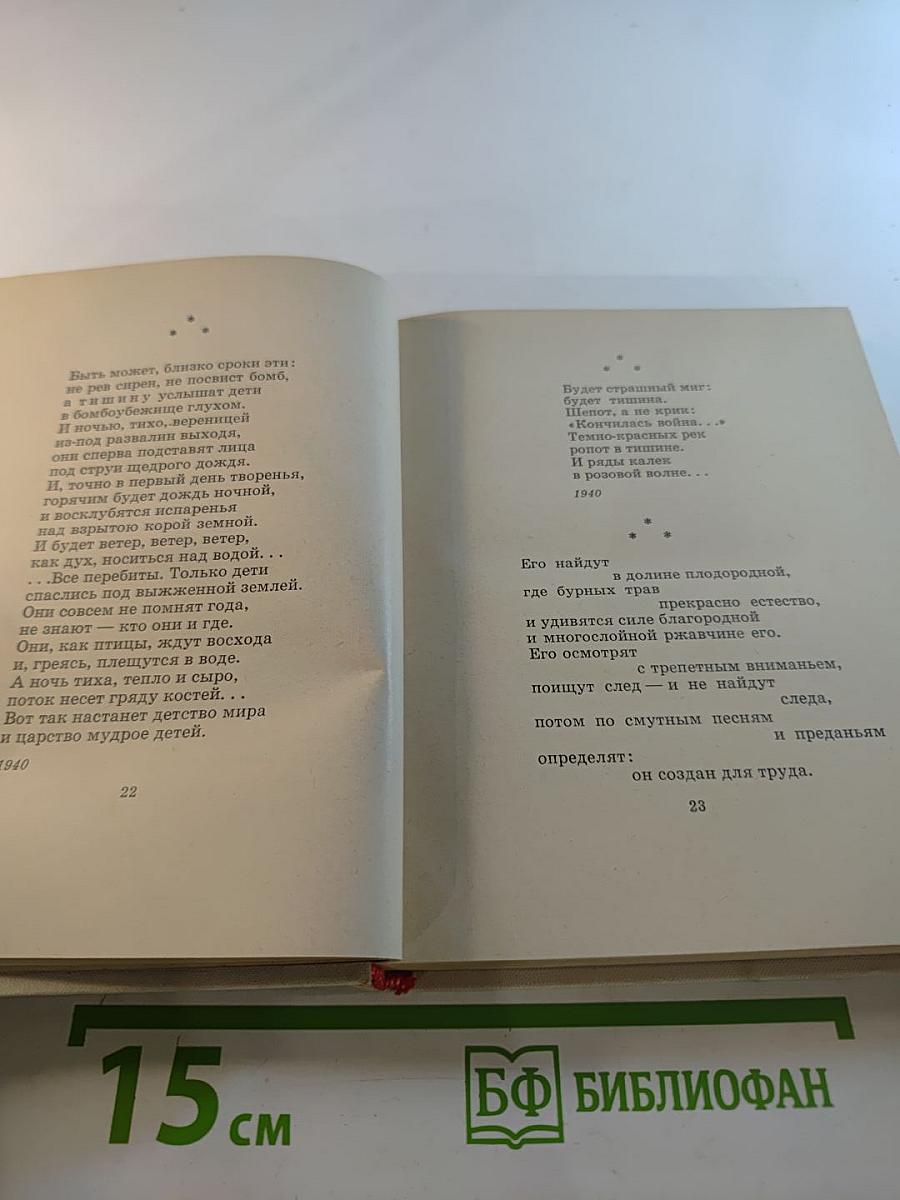 * * *
Быть может, близко сроки эти:
не рев сирен, не посвист бомб,
а тишину услышат дети
в бомбоубежище глухом.
И ночью, тихо, вереницей
из-под развалин выходя,
они сперва подставят лица
под струи щедрого дождя.
И, точно в первый день творенья,
горячим будет дождь ночной,
и восклубятся испаренья
над взрытою корой земной.
И будет ветер, ветер, ветер,
как дух, носиться над водой. . .
. . .Все перебиты. Только дети
спаслись под выжженной землей.
Они совсем не помнят года,
не знают — кто они и где.
Они, как птицы, ждут восхода
и, греясь, плещутся в воде.
А ночь тиха, тепло и сыро,
поток несет гряду костей. . .
Вот так настанет детство мира
и царство мудрое детей.
1940
22
* * *
Будет страшный миг:
будет тишина.
Шепот, а не крик:
«Кончилась война. . .»
Темно-красных рек
ропот в тишине.
И ряды калек
в розовой волне. . .
1940
* * *
Его найдут
в долине плодородной,
где бурных трав
прекрасно естество,
и удивятся силе благородной
и многослойной ржавчине его.
Его осмотрят
с трепетным вниманьем,
поищут след — и не найдут
следа,
потом по смутным песням
и преданьям
определят:
он создан для труда.
23
15 см
БФ БИБЛИОФАН